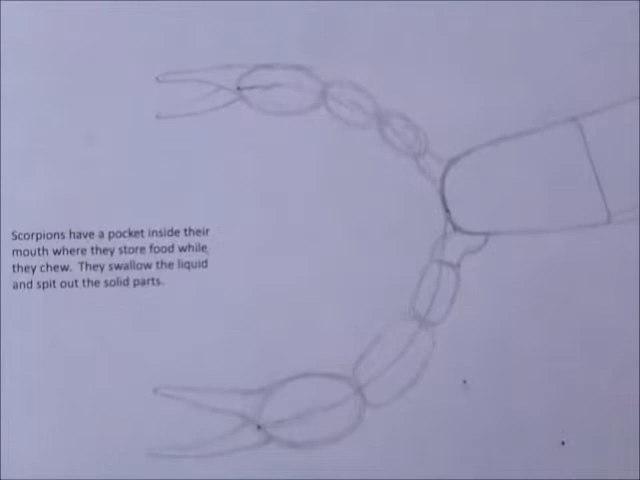 Scorpions have a pocket inside their
mouth where they store food while
they chew.  They swallow the liquid
and spit out the solid parts.